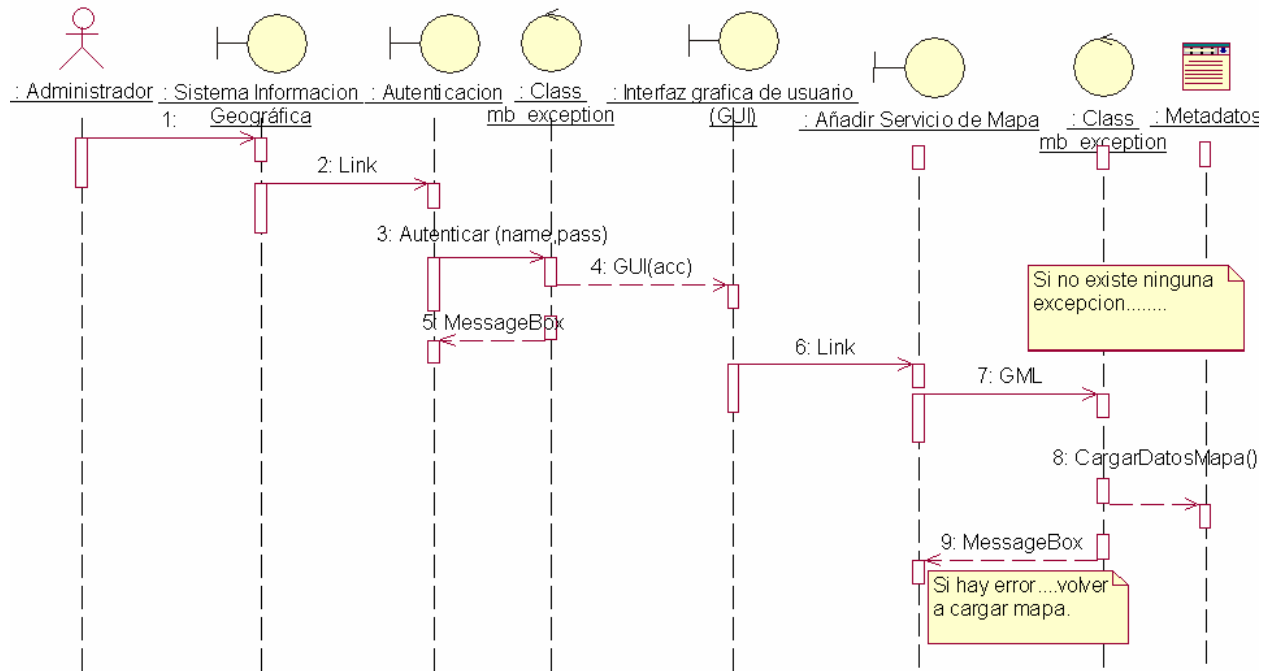 : Administrador
: Sistema Informacion
Geográfica
: Autenticacion
: Class
mb_exception
: Interfaz grafica de usuario
(GUI)
: Añadir Servicio de Mapa
: Class
mb_exception
: Metadatos
1:
2: Link
3: Autenticar (name,pass)
4: GUI(acc)
5: MessageBox
Si no existe ninguna
excepcion........
6: Link
7: GML
8: CargarDatosMapa()
9: MessageBox
Si hay error....volver
a cargar mapa.